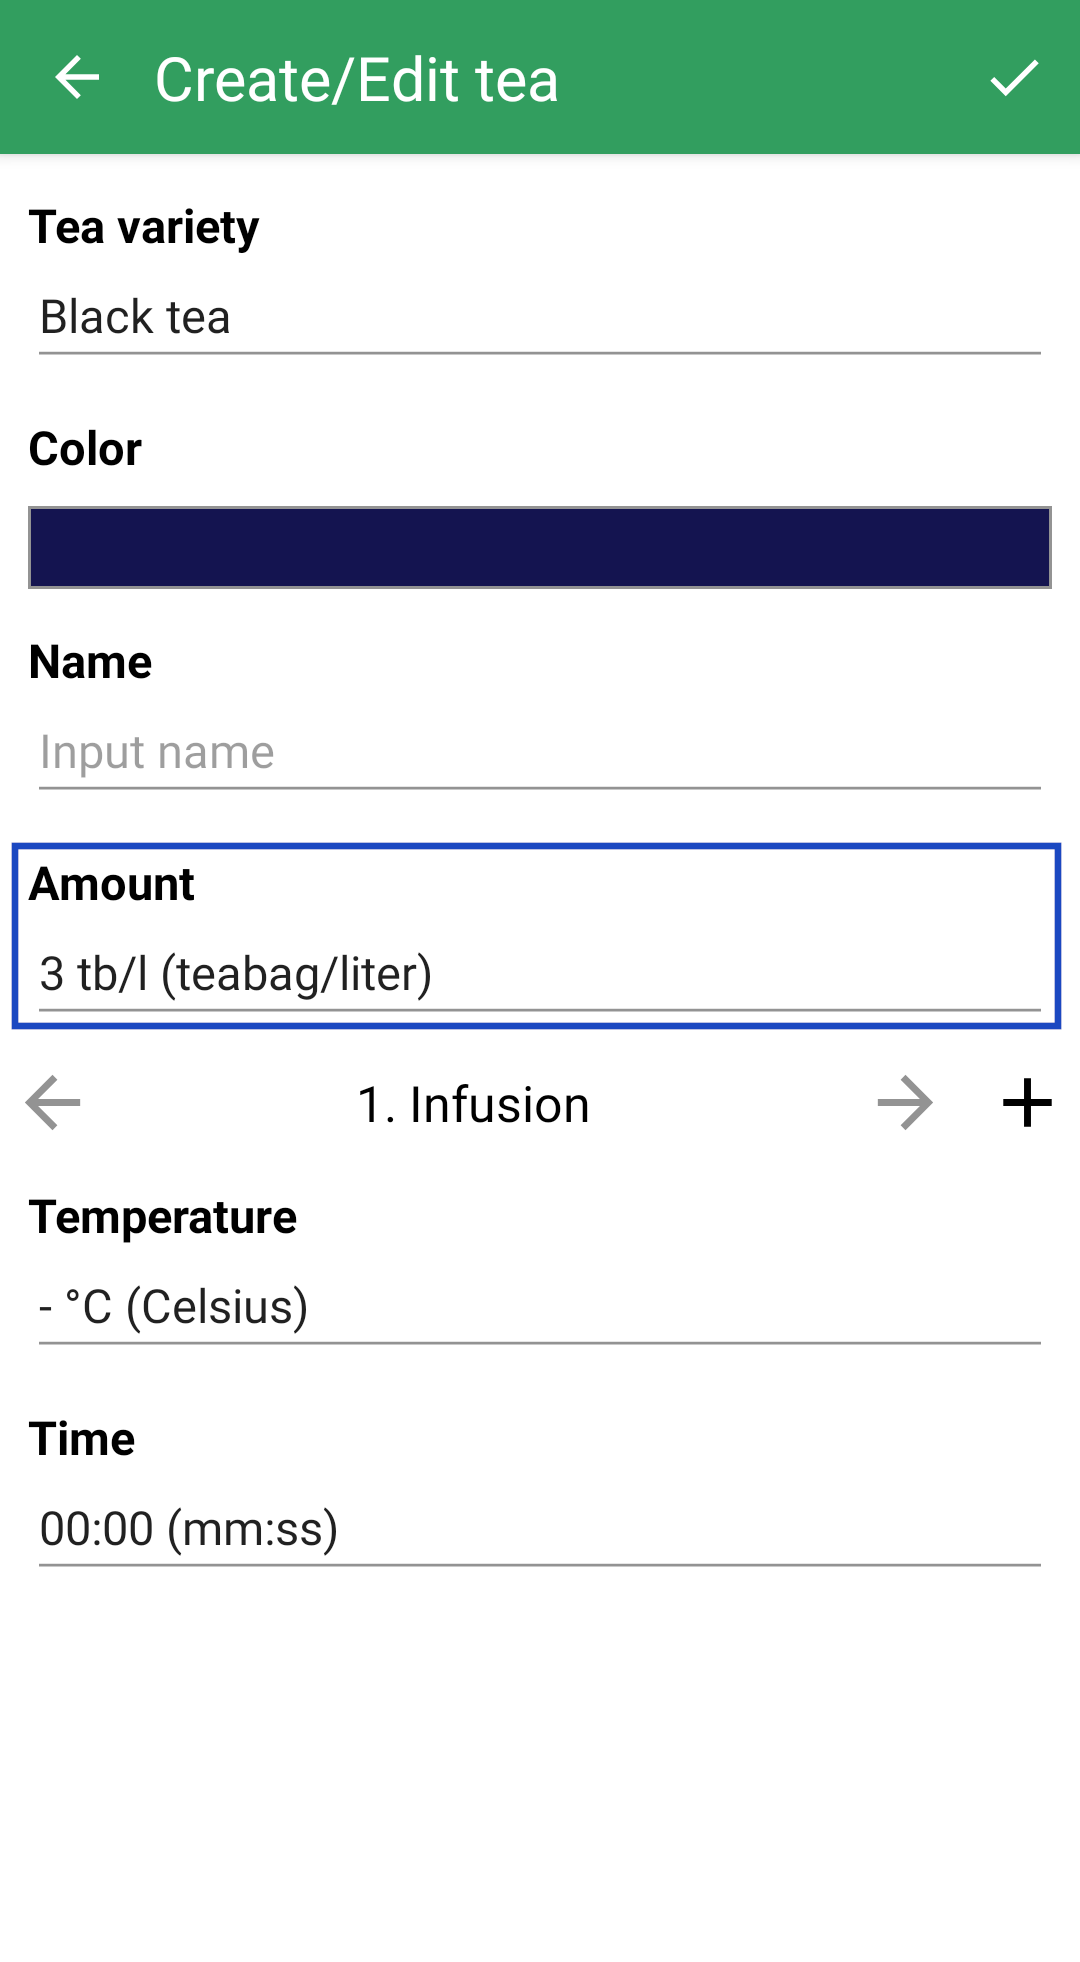 Create/Edit tea
Tea variety
Black tea
Color
Name
Input name
Amount
3 tb/l (teabag/liter)
1. Infusion
Temperature
- °C (Celsius)
Time
00:00 (mm:ss)